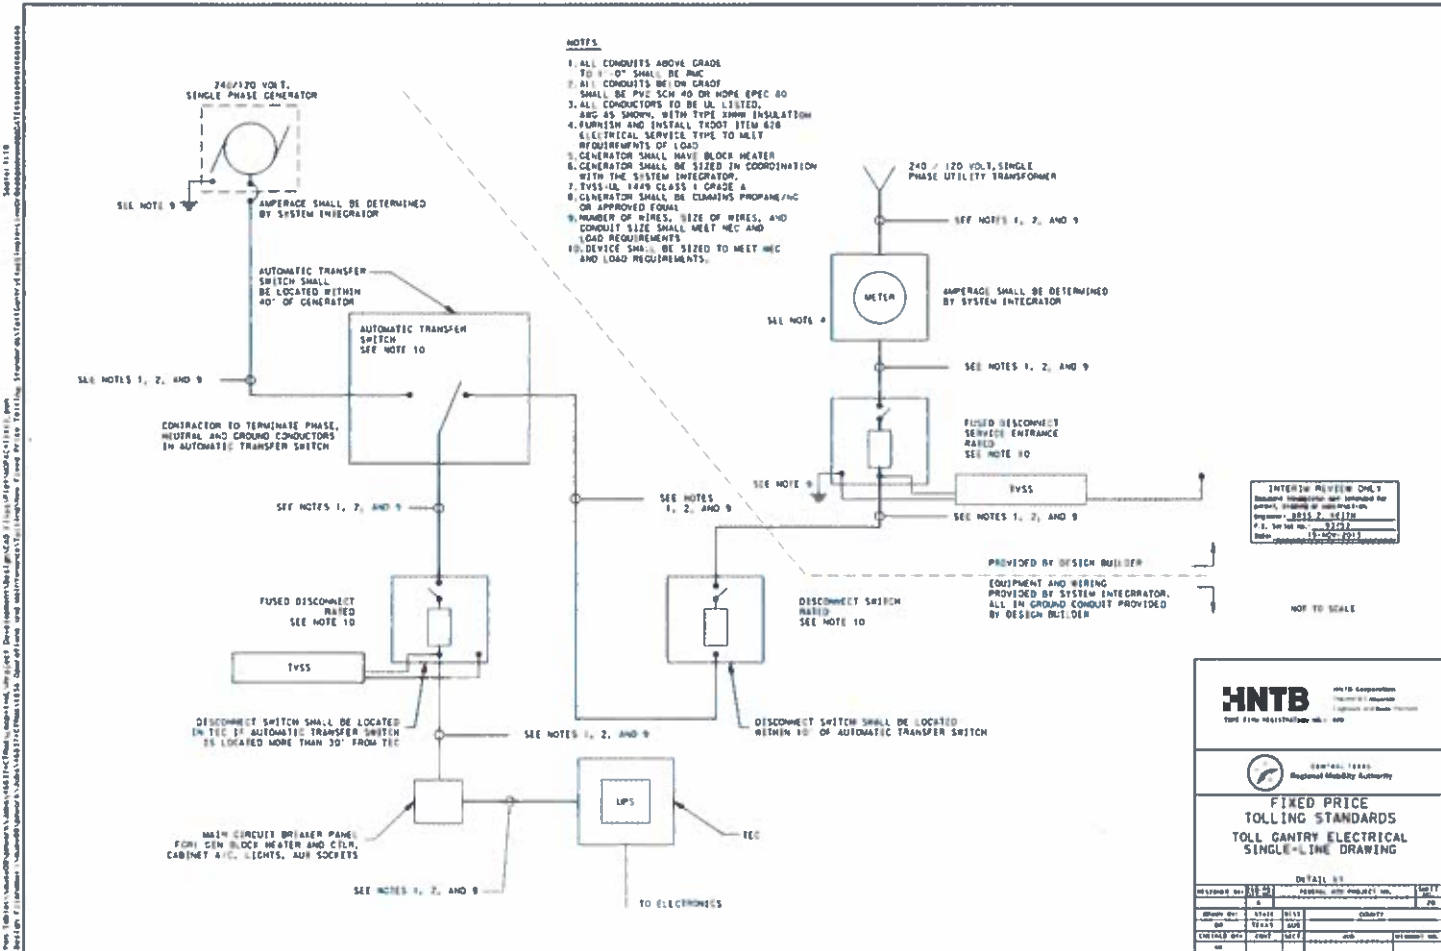 NOTES
1. ALL CONDUITS ABOVE GRADE
SHALL BE RMC
2. ALL CONDUITS BELOW GRADE
SHALL BE PVC SCH 40 OR HDPE EPEC 80
3. ALL CONDUCTORS TO BE UL LISTED,
AWG AS SHOWN, WITH TYPE XHHW INSULATION
4. FURNISH AND INSTALL TXDOT ITEM 628
ELECTRICAL SERVICE TYPE TO MEET
REQUIREMENTS OF LOAD
5. GENERATOR SHALL HAVE BLOCK HEATER
6. GENERATOR SHALL BE SIZED IN COORDINATION
WITH THE SYSTEM INTEGRATOR.
7. TVSS-UL 1449 CLASS 1 GRADE A
8. GENERATOR SHALL BE CUMMINS PROPANE/NG
OR APPROVED EQUAL
9. NUMBER OF WIRES, SIZE OF WIRES, AND
CONDUIT SIZE SHALL MEET NEC AND
LOAD REQUIREMENTS
10. DEVICE SHALL BE SIZED TO MEET NEC
AND LOAD REQUIREMENTS.
240/120 VOLT,
SINGLE PHASE GENERATOR
SEE NOTE 9
AMPERAGE SHALL BE DETERMINED
BY SYSTEM INTEGRATOR
AUTOMATIC TRANSFER
SWITCH SHALL
BE LOCATED WITHIN
40' OF GENERATOR
AUTOMATIC TRANSFER
SWITCH
SEE NOTE 10
SEE NOTES 1, 2, AND 9
CONTRACTOR TO TERMINATE PHASE,
NEUTRAL AND GROUND CONDUCTORS
IN AUTOMATIC TRANSFER SWITCH
SEE NOTES 1, 2, AND 9
SEE NOTES
1, 2, AND 9
240 / 120 VOLT, SINGLE
PHASE UTILITY TRANSFORMER
SEE NOTES 1, 2, AND 9
METER
AMPERAGE SHALL BE DETERMINED
BY SYSTEM INTEGRATOR
SEE NOTE 4
SEE NOTES 1, 2, AND 9
FUSED DISCONNECT
SERVICE ENTRANCE
RATED
SEE NOTE 10
SEE NOTE 9
TVSS
SEE NOTES 1, 2, AND 9
INTERIM REVIEW ONLY
PROVIDED BY DESIGN BUILDER
EQUIPMENT AND WIRING
PROVIDED BY SYSTEM INTEGRATOR.
ALL IN GROUND CONDUIT PROVIDED
BY DESIGN BUILDER
NOT TO SCALE
FUSED DISCONNECT
RATED
SEE NOTE 10
TVSS
DISCONNECT SWITCH
RATED
SEE NOTE 10
DISCONNECT SWITCH SHALL BE LOCATED
IN TEC IF AUTOMATIC TRANSFER SWITCH
IS LOCATED MORE THAN 30' FROM TEC
SEE NOTES 1, 2, AND 9
DISCONNECT SWITCH SHALL BE LOCATED
WITHIN 10' OF AUTOMATIC TRANSFER SWITCH
UPS
TEC
MAIN CIRCUIT BREAKER PANEL
FOR GEN BLOCK HEATER AND CTLR,
CABINET A/C, LIGHTS, AUX SOCKETS
SEE NOTES 1, 2, AND 9
TO ELECTRONICS
HNTB
HNTB Corporation
CENTRAL TEXAS
Regional Mobility Authority
FIXED PRICE
TOLLING STANDARDS
TOLL GANTRY ELECTRICAL
SINGLE-LINE DRAWING